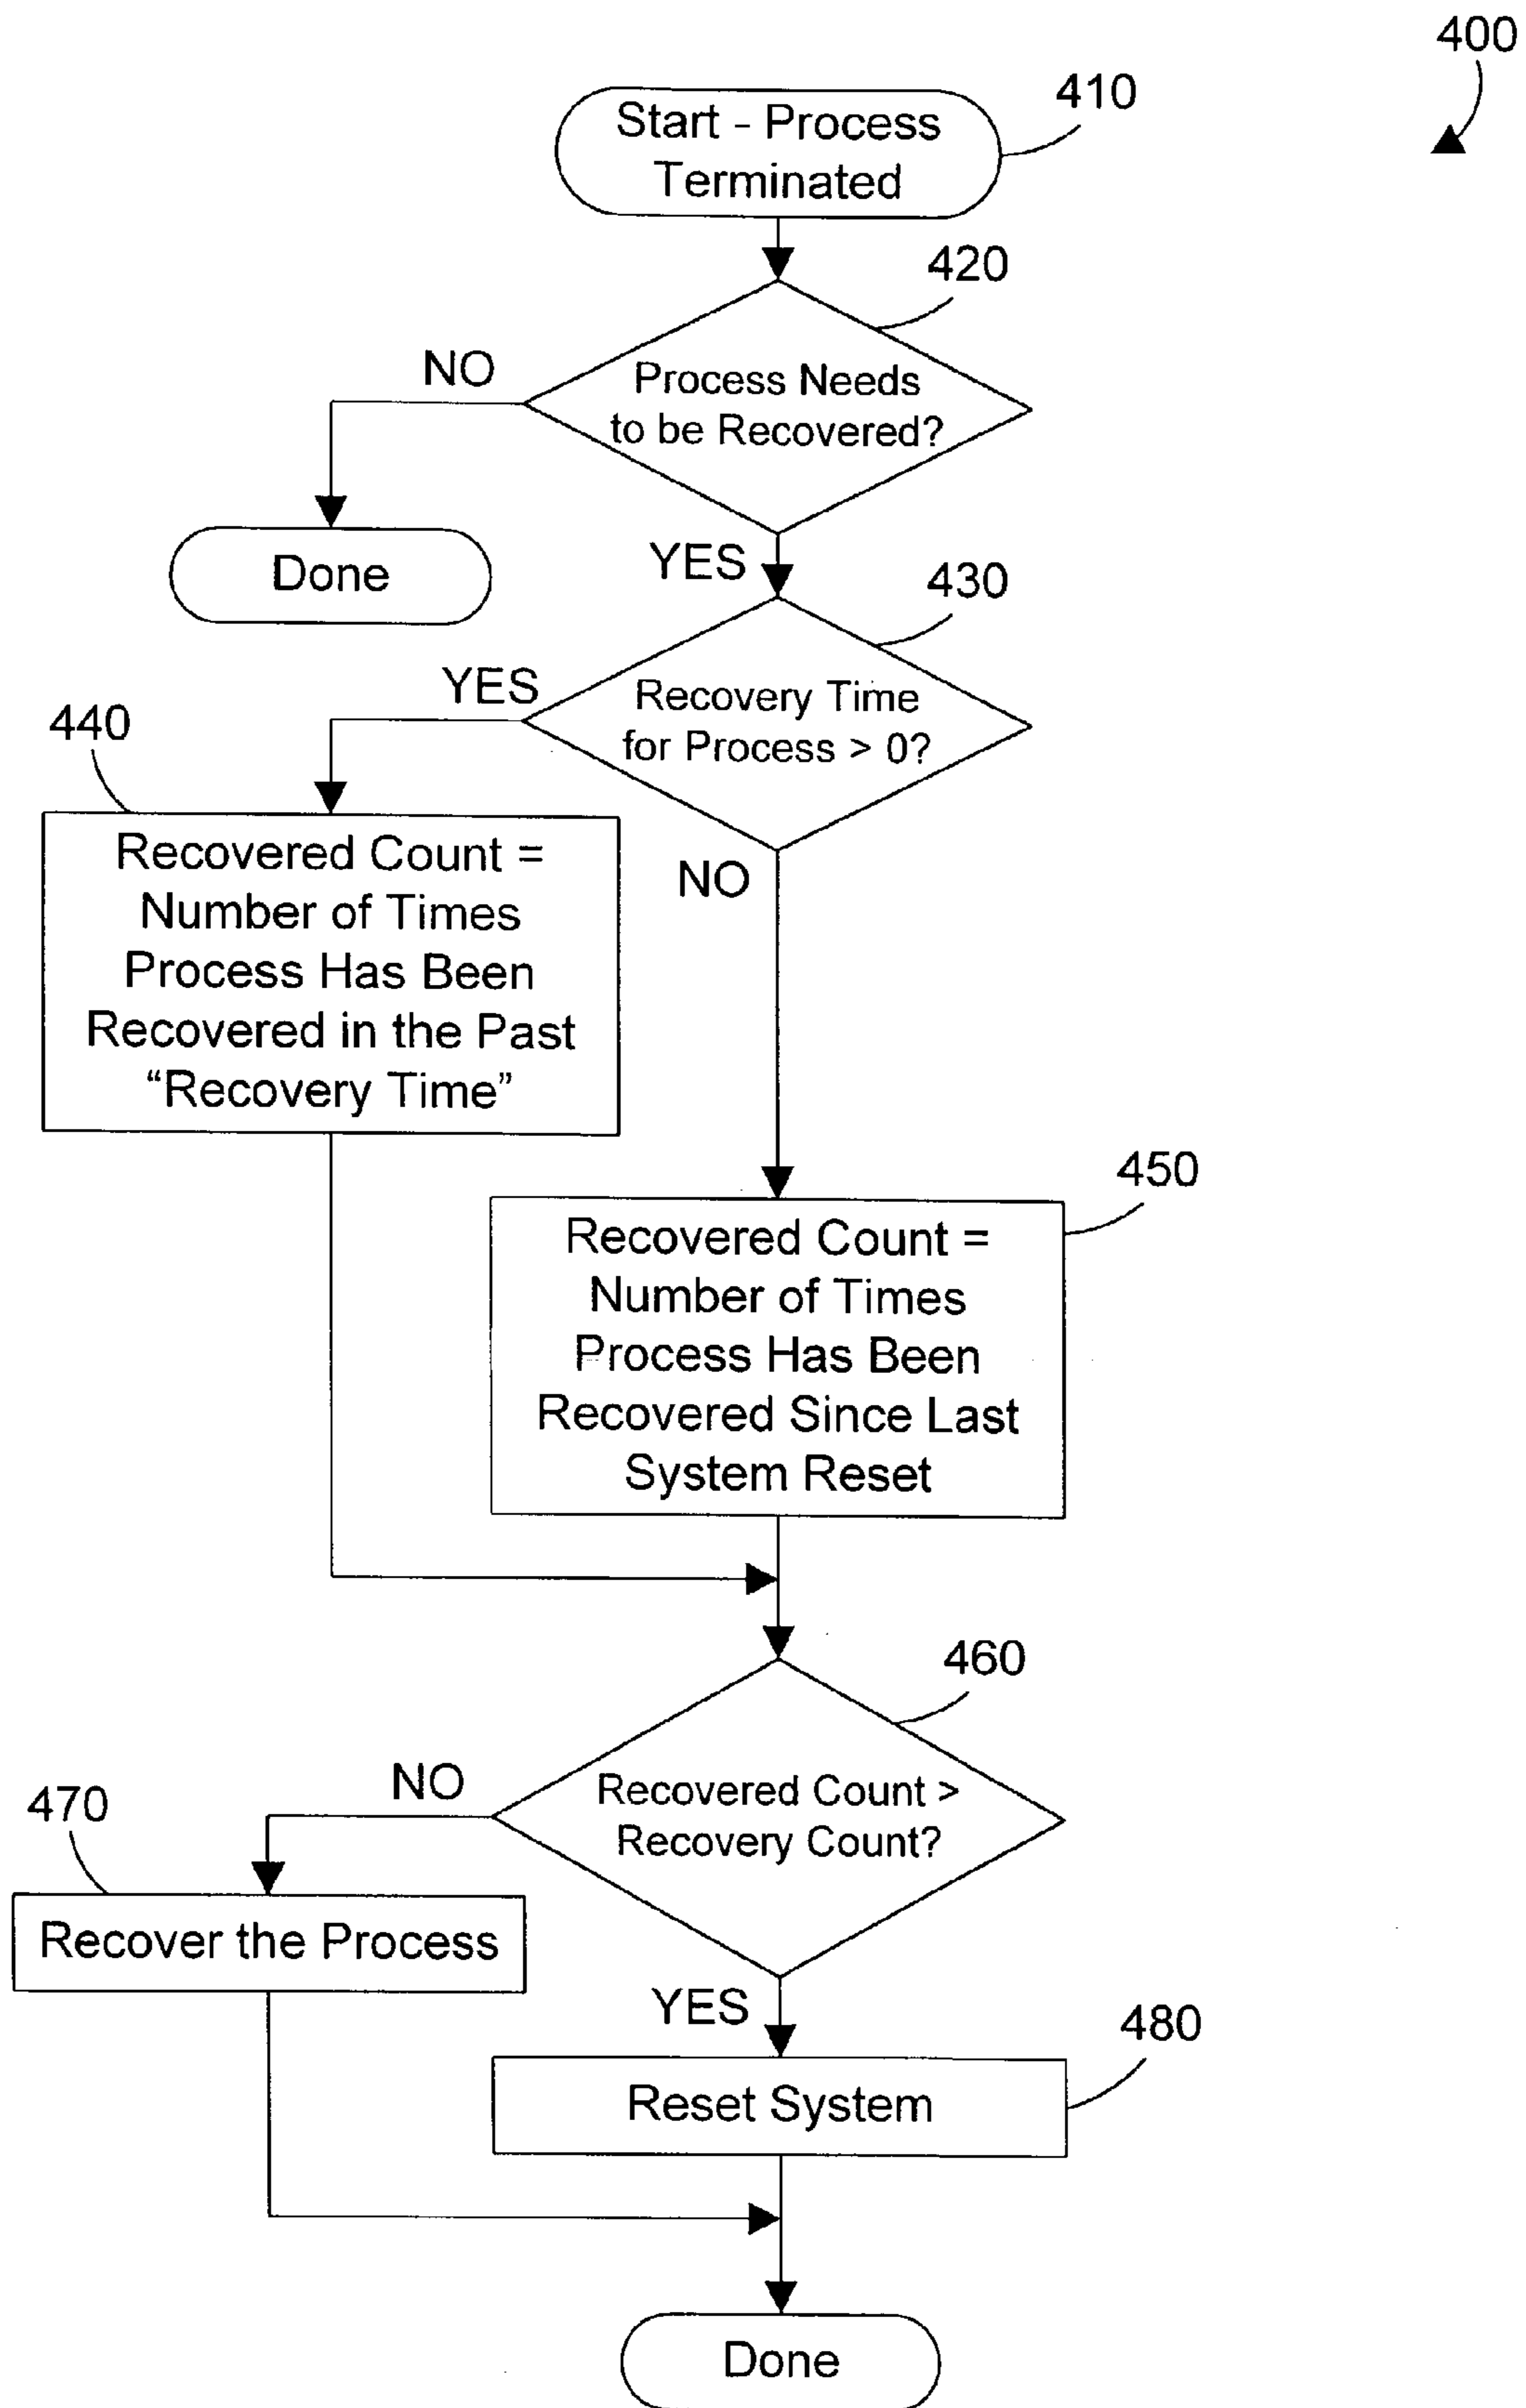 400
410
Start - Process
Terminated
420
NO
Process Needs
to be Recovered?
Done
YES
430
YES
Recovery Time
for Process > 0?
440
Recovered Count =
Number of Times
Process Has Been
Recovered in the Past
“Recovery Time”
NO
450
Recovered Count =
Number of Times
Process Has Been
Recovered Since Last
System Reset
460
NO
Recovered Count >
Recovery Count?
470
Recover the Process
YES
480
Reset System
Done